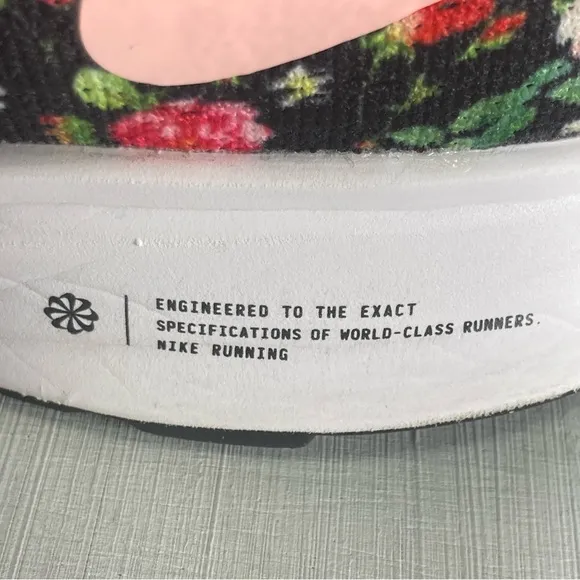 ENGINEERED TO THE EXACT
SPECIFICATIONS OF WORLD-CLASS RUNNERS.
NIKE RUNNING